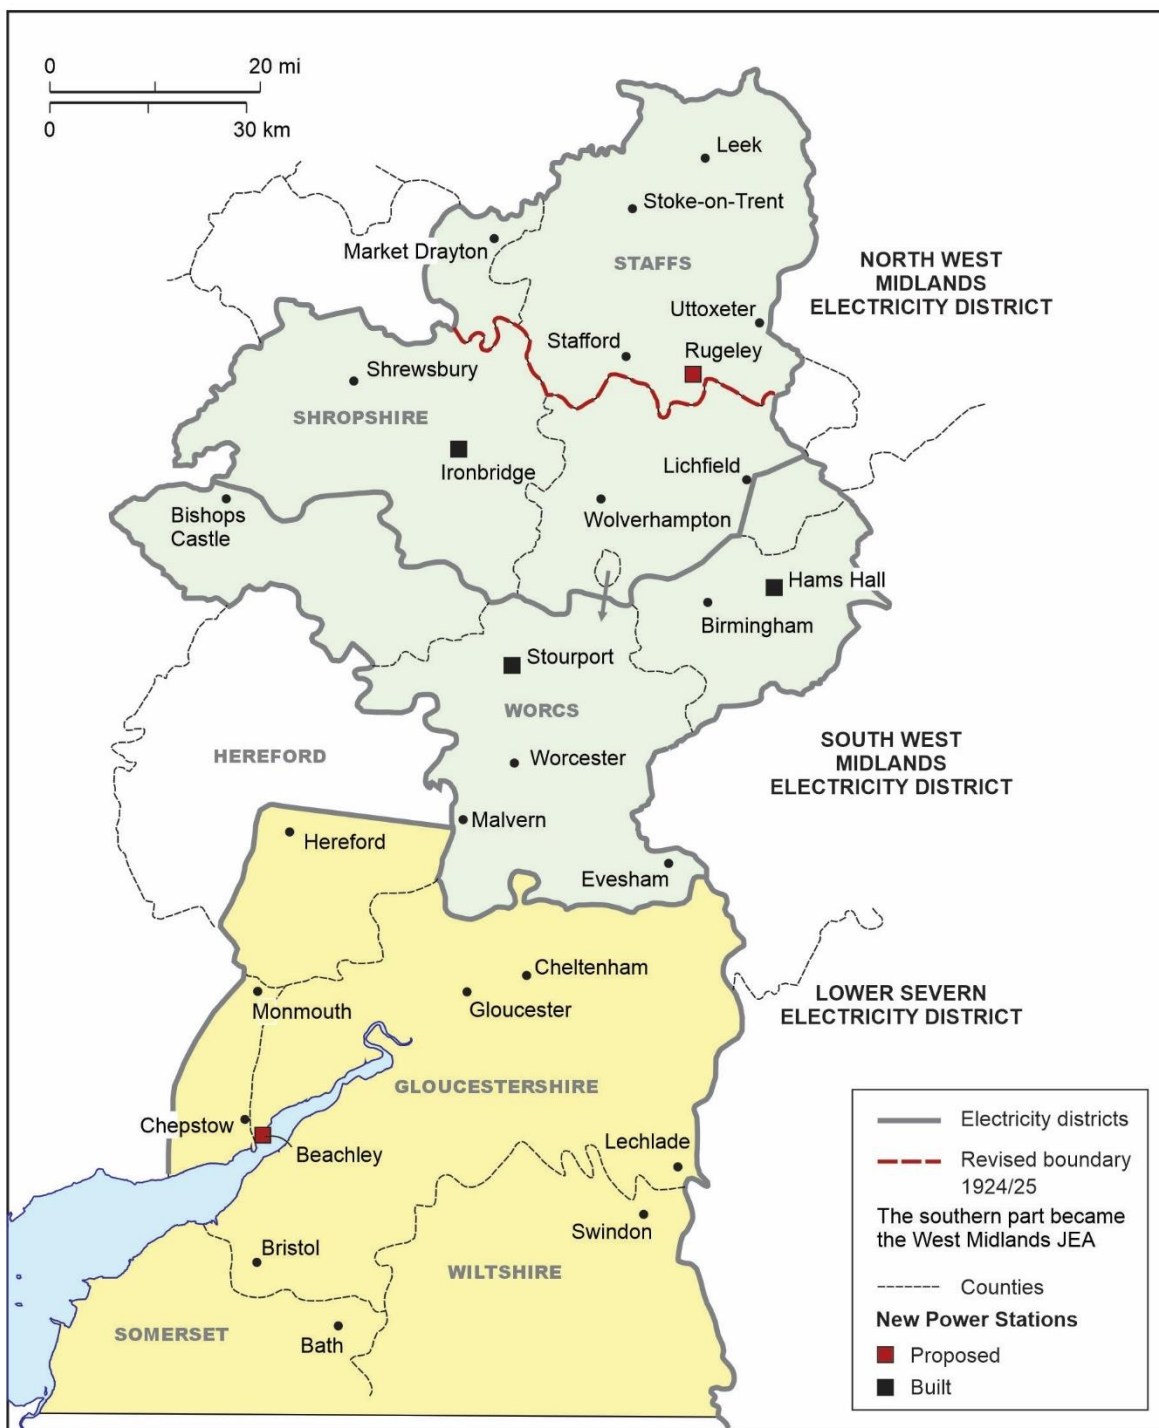 0 20 mi
0 30 km
Leek
Stoke-on-Trent
Market Drayton
STAFFS
NORTH WEST
MIDLANDS
ELECTRICITY DISTRICT
Uttoxeter
Stafford
Rugeley
Shrewsbury
SHROPSHIRE
Ironbridge
Lichfield
Bishops
Castle
Wolverhampton
Hams Hall
Birmingham
Stourport
WORCS
HEREFORD
SOUTH WEST
MIDLANDS
ELECTRICITY DISTRICT
Worcester
Malvern
Hereford
Evesham
Cheltenham
Gloucester
Monmouth
LOWER SEVERN
ELECTRICITY DISTRICT
GLOUCESTERSHIRE
Chepstow
Beachley
Lechlade
Swindon
Bristol
WILTSHIRE
SOMERSET
Bath
Electricity districts
Revised boundary
1924/25
The southern part became
the West Midlands JEA
Counties
New Power Stations
Proposed
Built